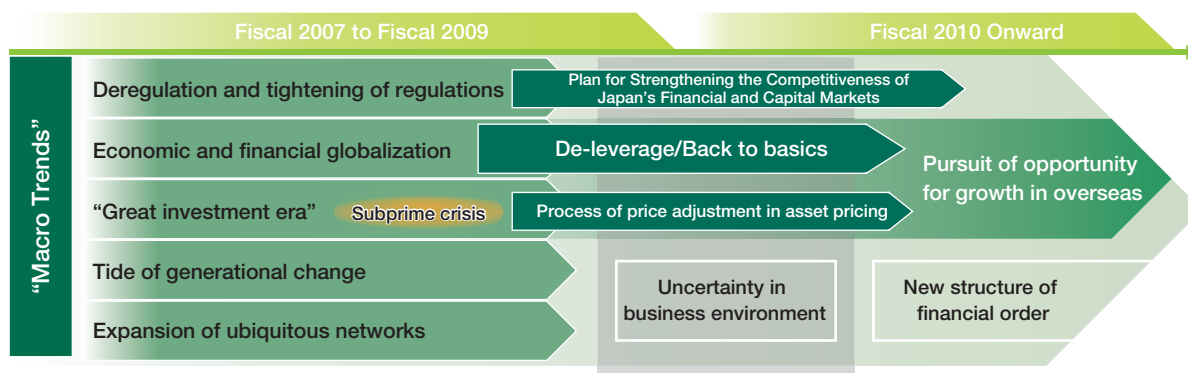 Fiscal 2007 to Fiscal 2009
Fiscal 2010 Onward
“Macro Trends”
Deregulation and tightening of regulations
Plan for Strengthening the Competitiveness of
Japan’s Financial and Capital Markets
Economic and financial globalization
De-leverage/Back to basics
Pursuit of opportunity
for growth in overseas
“Great investment era”
Subprime crisis
Process of price adjustment in asset pricing
Tide of generational change
Uncertainty in
business environment
New structure of
financial order
Expansion of ubiquitous networks